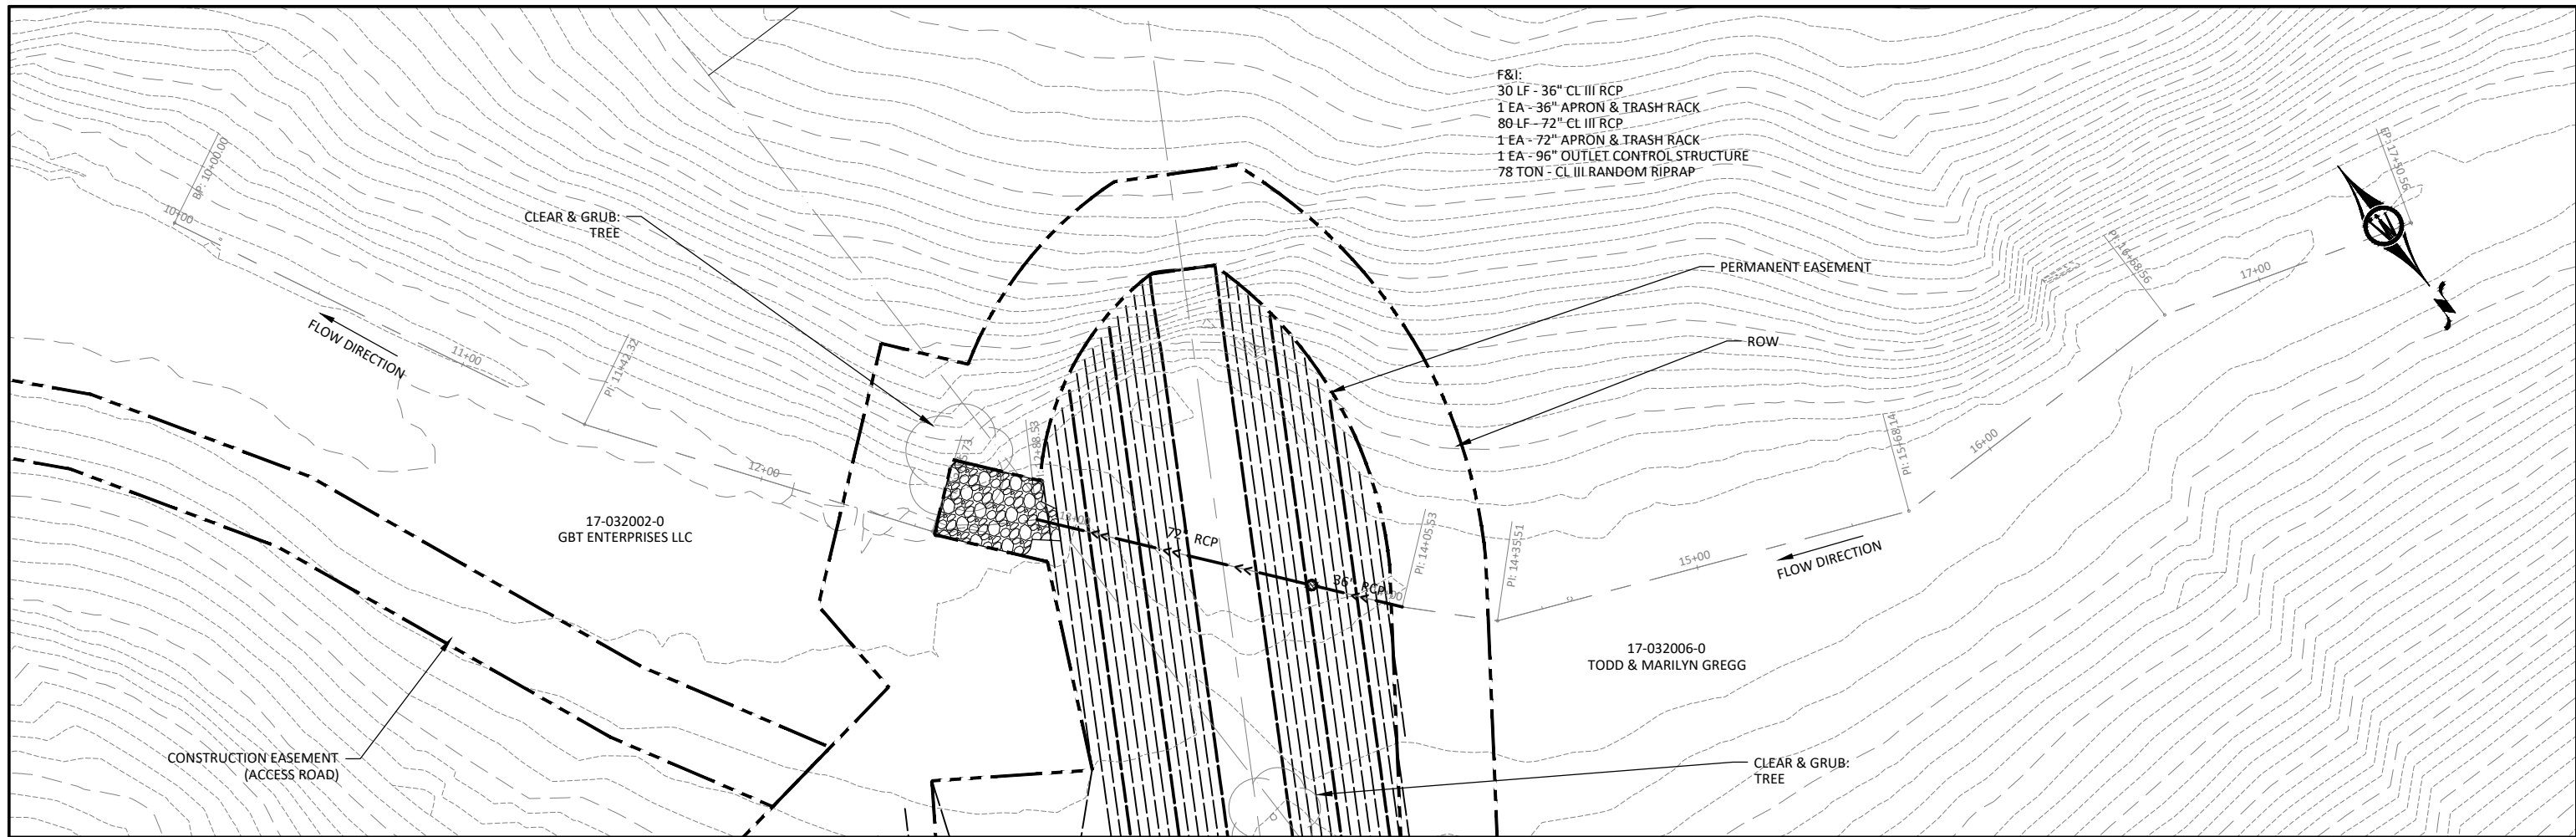 F&I:
30 LF - 36" CL III RCP
1 EA - 36" APRON & TRASH RACK
80 LF - 72" CL III RCP
1 EA - 72" APRON & TRASH RACK
1 EA - 96" OUTLET CONTROL STRUCTURE
78 TON - CL III RANDOM RIPRAP
BP: 10+00.00
10+00
CLEAR & GRUB:
TREE
EP: 17+50.56
PI: 16+68.56
17+00
PERMANENT EASEMENT
FLOW DIRECTION
11+00
PI: 11+42.32
ROW
PI: 15+68.14
16+00
12+00
17-032002-0
GBT ENTERPRISES LLC
13+00
72" RCP
36" RCP
PI: 14+05.53
PI: 14+35.51
15+00
FLOW DIRECTION
17-032006-0
TODD & MARILYN GREGG
CONSTRUCTION EASEMENT
(ACCESS ROAD)
CLEAR & GRUB:
TREE